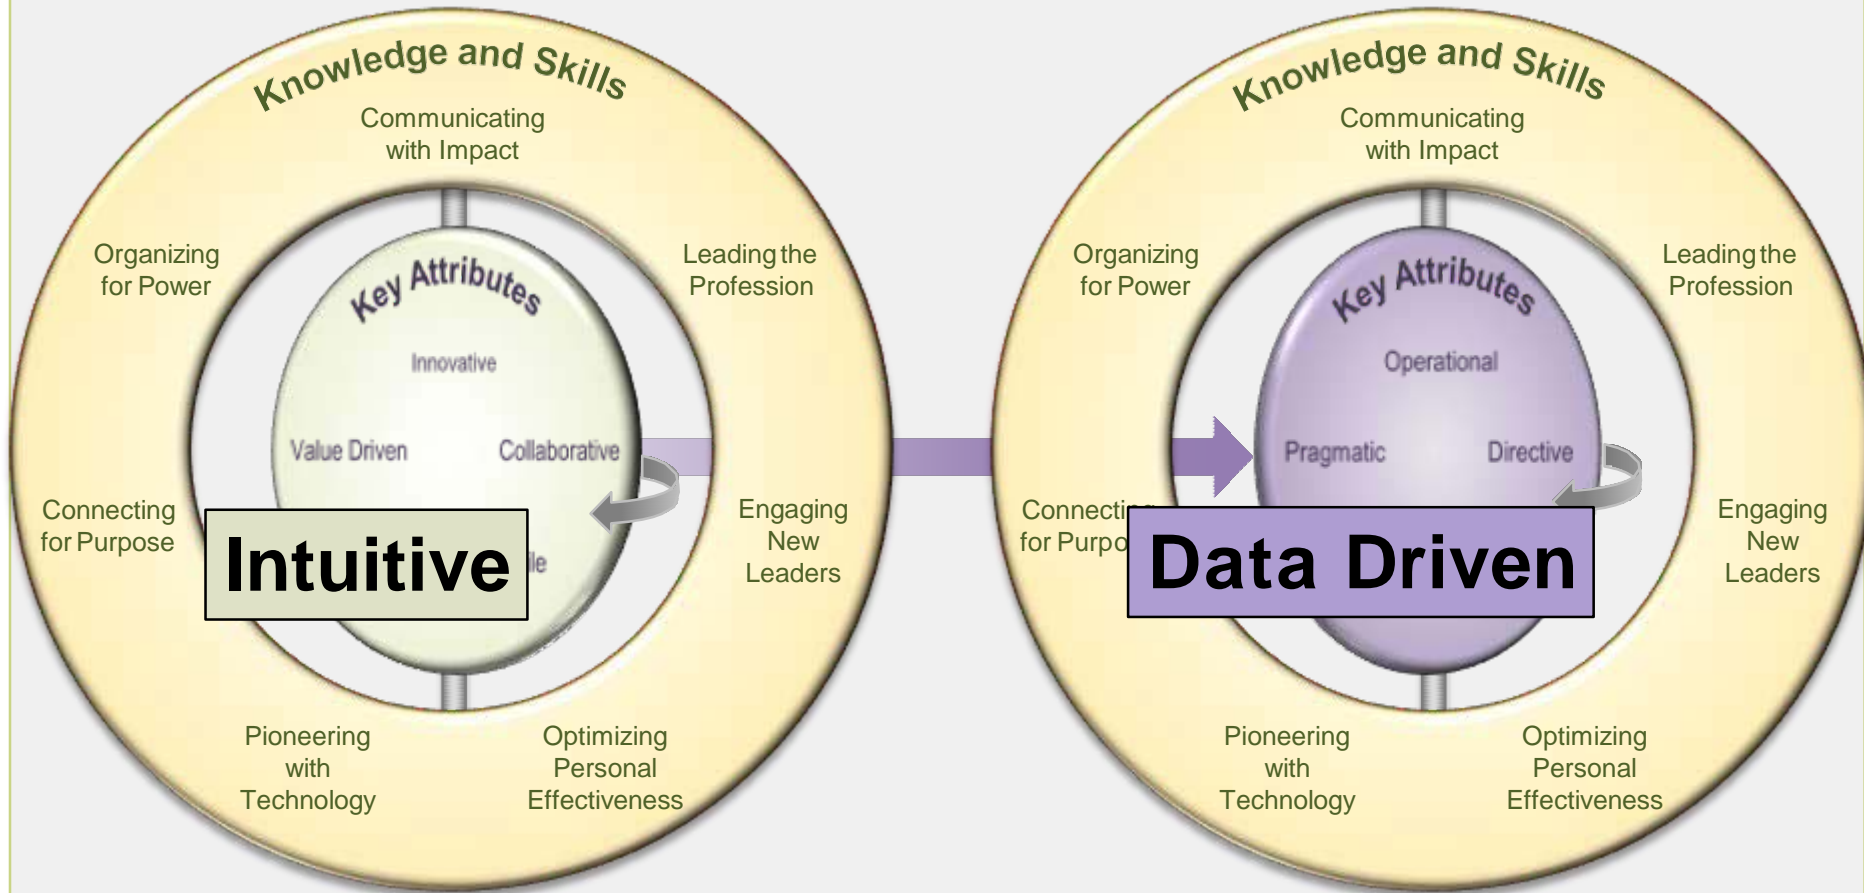 Knowledge and Skills
Communicating
with Impact
Organizing
for Power
Leading the
Profession
Key Attributes
Innovative
Value Driven
Collaborative
Connecting
for Purpose
Engaging
New
Leaders
Intuitive
Pioneering
with
Technology
Optimizing
Personal
Effectiveness
Knowledge and Skills
Communicating
with Impact
Organizing
for Power
Leading the
Profession
Key Attributes
Operational
Pragmatic
Directive
for
Engaging
New
Leaders
Data Driven
Pioneering
with
Technology
Optimizing
Personal
Effectiveness